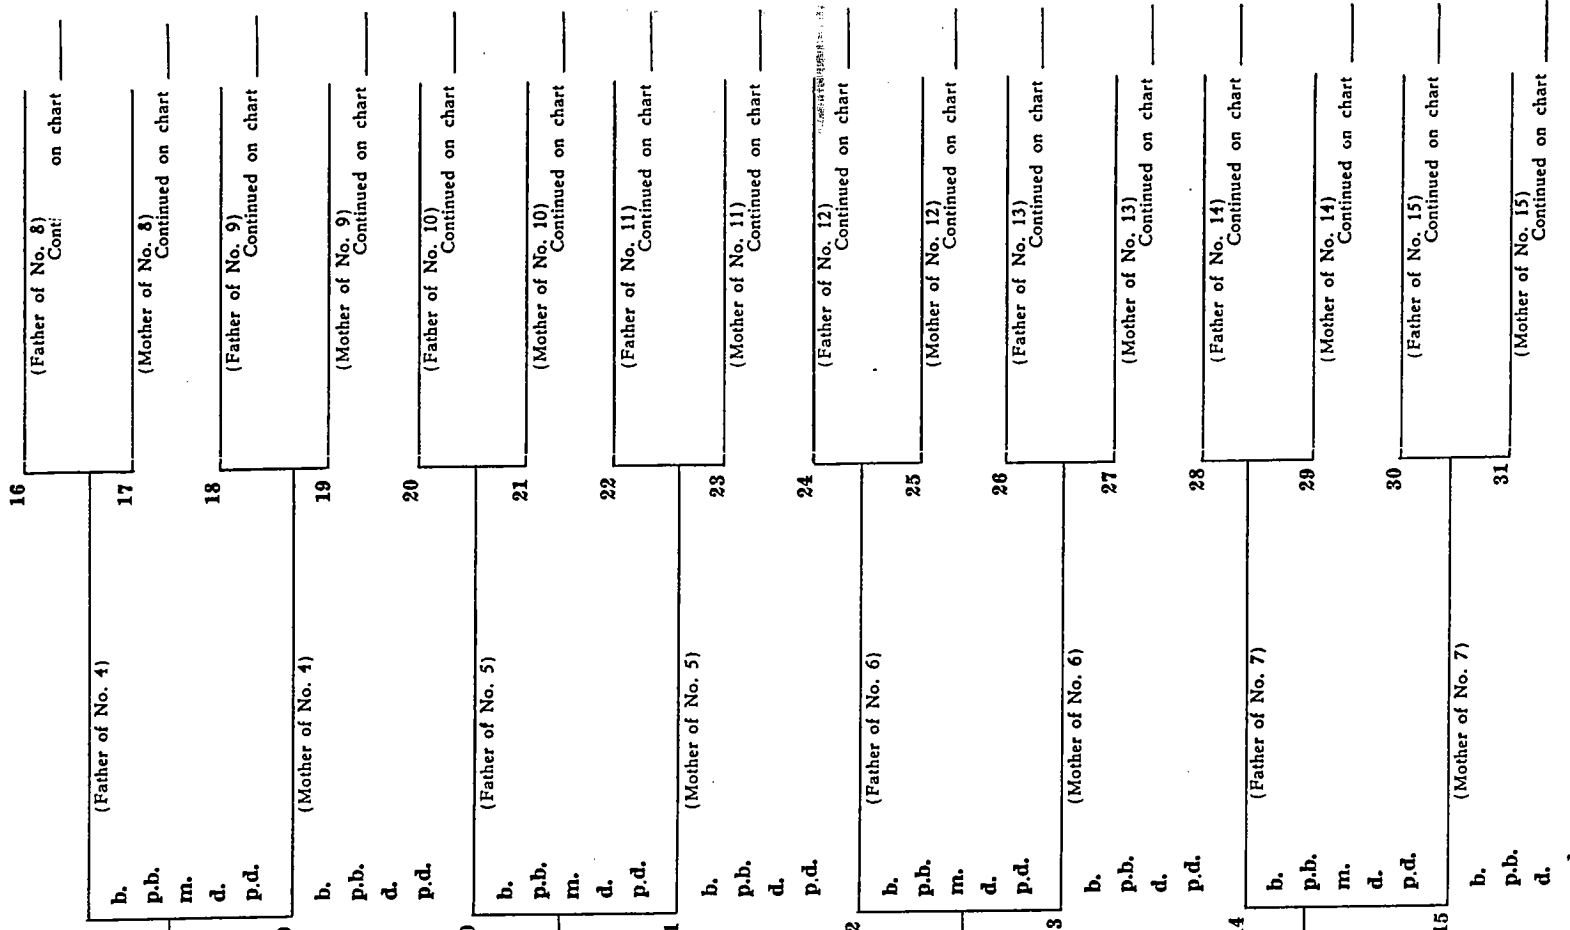 (Father of No. 4)
b.
p.b.
m.
d.
p.d.
(Mother of No. 4)
b.
p.b.
d.
p.d.
0
(Father of No. 5)
b.
p.b.
m.
d.
p.d.
1
(Mother of No. 5)
b.
p.b.
d.
p.d.
2
(Father of No. 6)
b.
p.b.
m.
d.
p.d.
3
(Mother of No. 6)
b.
p.b.
d.
p.d.
4
(Father of No. 7)
b.
p.b.
m.
d.
p.d.
15
(Mother of No. 7)
b.
p.b.
d.
16
(Father of No. 8)
Conti on chart
17
(Mother of No. 8)
Continued on chart
18
(Father of No. 9)
Continued on chart
19
(Mother of No. 9)
Continued on chart
20
(Father of No. 10)
Continued on chart
21
(Mother of No. 10)
Continued on chart
22
(Father of No. 11)
Continued on chart
23
(Mother of No. 11)
Continued on chart
24
(Father of No. 12)
Continued on chart
25
(Mother of No. 12)
Continued on chart
26
(Father of No. 13)
Continued on chart
27
(Mother of No. 13)
Continued on chart
28
(Father of No. 14)
Continued on chart
29
(Mother of No. 14)
Continued on chart
30
(Father of No. 15)
Continued on chart
31
(Mother of No. 15)
Continued on chart